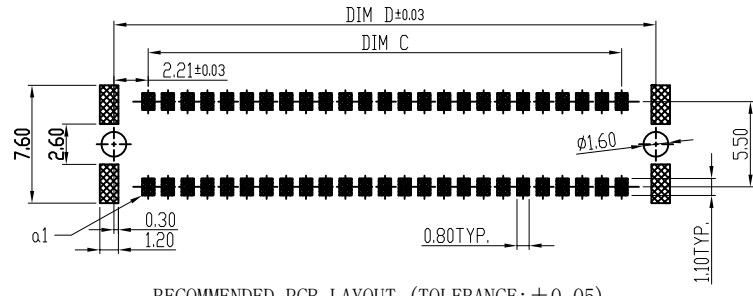 DIM D±0.03
DIM C
2.21±0.03
7.60
2.60
ø1.60
5.50
a1
0.30
1.20
0.80TYP.
1.10TYP.
RECOMMENDED PCB LAYOUT (TOLERANCE:±0.05)